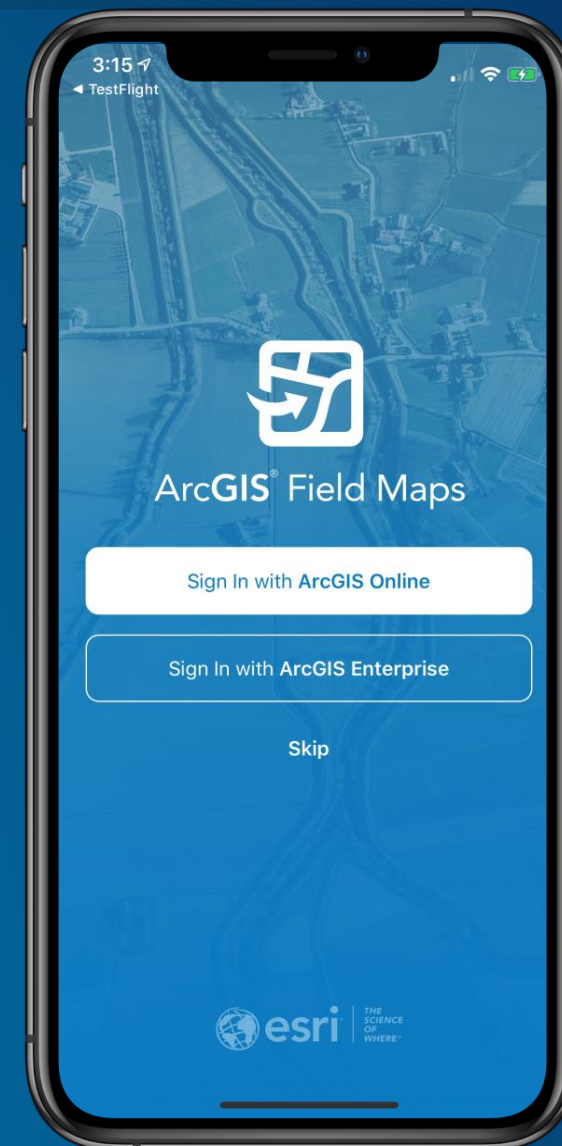 3:15
◀ TestFlight
ArcGIS® Field Maps
Sign In with ArcGIS Online
Sign In with ArcGIS Enterprise
Skip
esri
THE
SCIENCE
OF
WHERE™